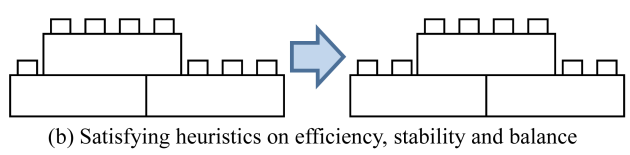 (b) Satisfying heuristics on efficiency, stability and balance